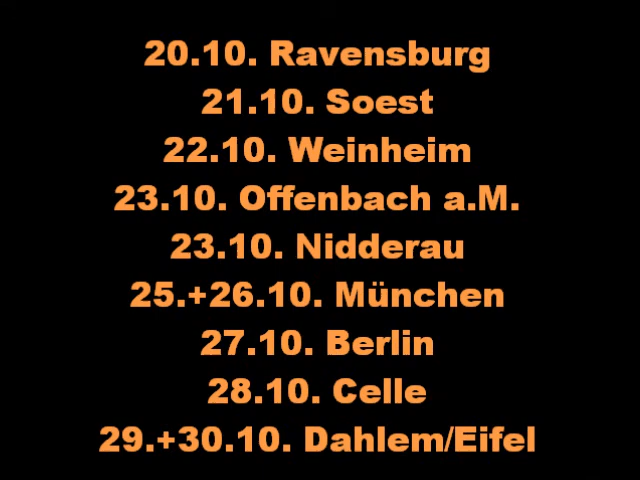 20.10. Ravensburg
21.10. Soest
22.10. Weinheim
23.10. Offenbach a.M.
23.10. Nidderau
25.+26.10. München
27.10. Berlin
28.10. Celle
29.+30.10. Dahlem/Eifel